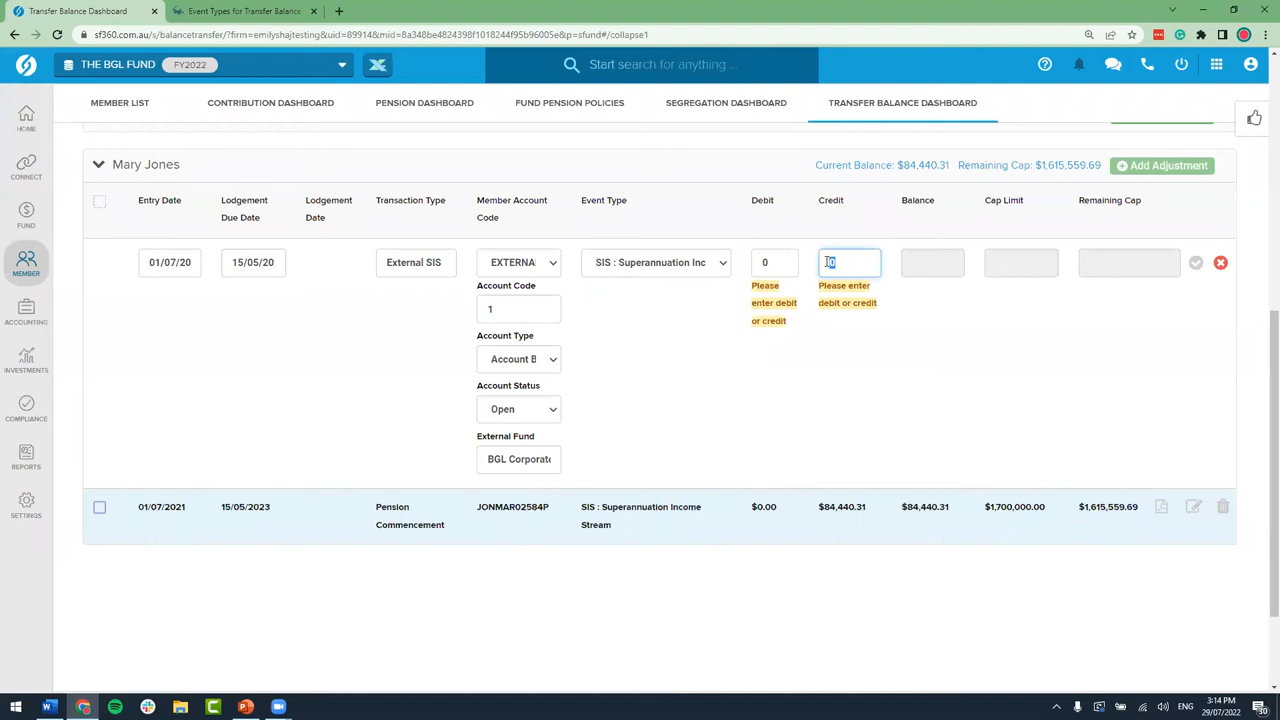 Transfer Balance Dashboard
Event Types for Transfer Balance
sf360.com.au/s/balancetransfer/?firm=emilyshajtesting&uid=89914&mid=8a348be4824398f1018244f95b96005e&p=sfund#/collapse1
THE BGL FUND
FY2022
Start search for anything ...
HOME
CONNECT
FUND
MEMBER
ACCOUNTING
INVESTMENTS
COMPLIANCE
REPORTS
SETTINGS
MEMBER LIST
CONTRIBUTION DASHBOARD
PENSION DASHBOARD
FUND PENSION POLICIES
SEGREGATION DASHBOARD
TRANSFER BALANCE DASHBOARD
Mary Jones
Current Balance: $84,440.31
Remaining Cap: $1,615,559.69
Add Adjustment
Entry Date
Lodgement
Due Date
Lodgement
Date
Transaction Type
Member Account
Code
Event Type
Debit
Credit
Balance
Cap Limit
Remaining Cap
01/07/20
15/05/20
External SIS
EXTERNAL
SIS : Superannuation Inc
0
0
Account Code
1
Account Type
Account B
Account Status
Open
External Fund
BGL Corporate
Please
enter debit
or credit
Please enter
debit or credit
01/07/2021
15/05/2023
Pension
Commencement
JONMAR02584P
SIS : Superannuation Income
Stream
$0.00
$84,440.31
$84,440.31
$1,700,000.00
$1,615,559.69
ENG
3:14 PM
29/07/2022
30